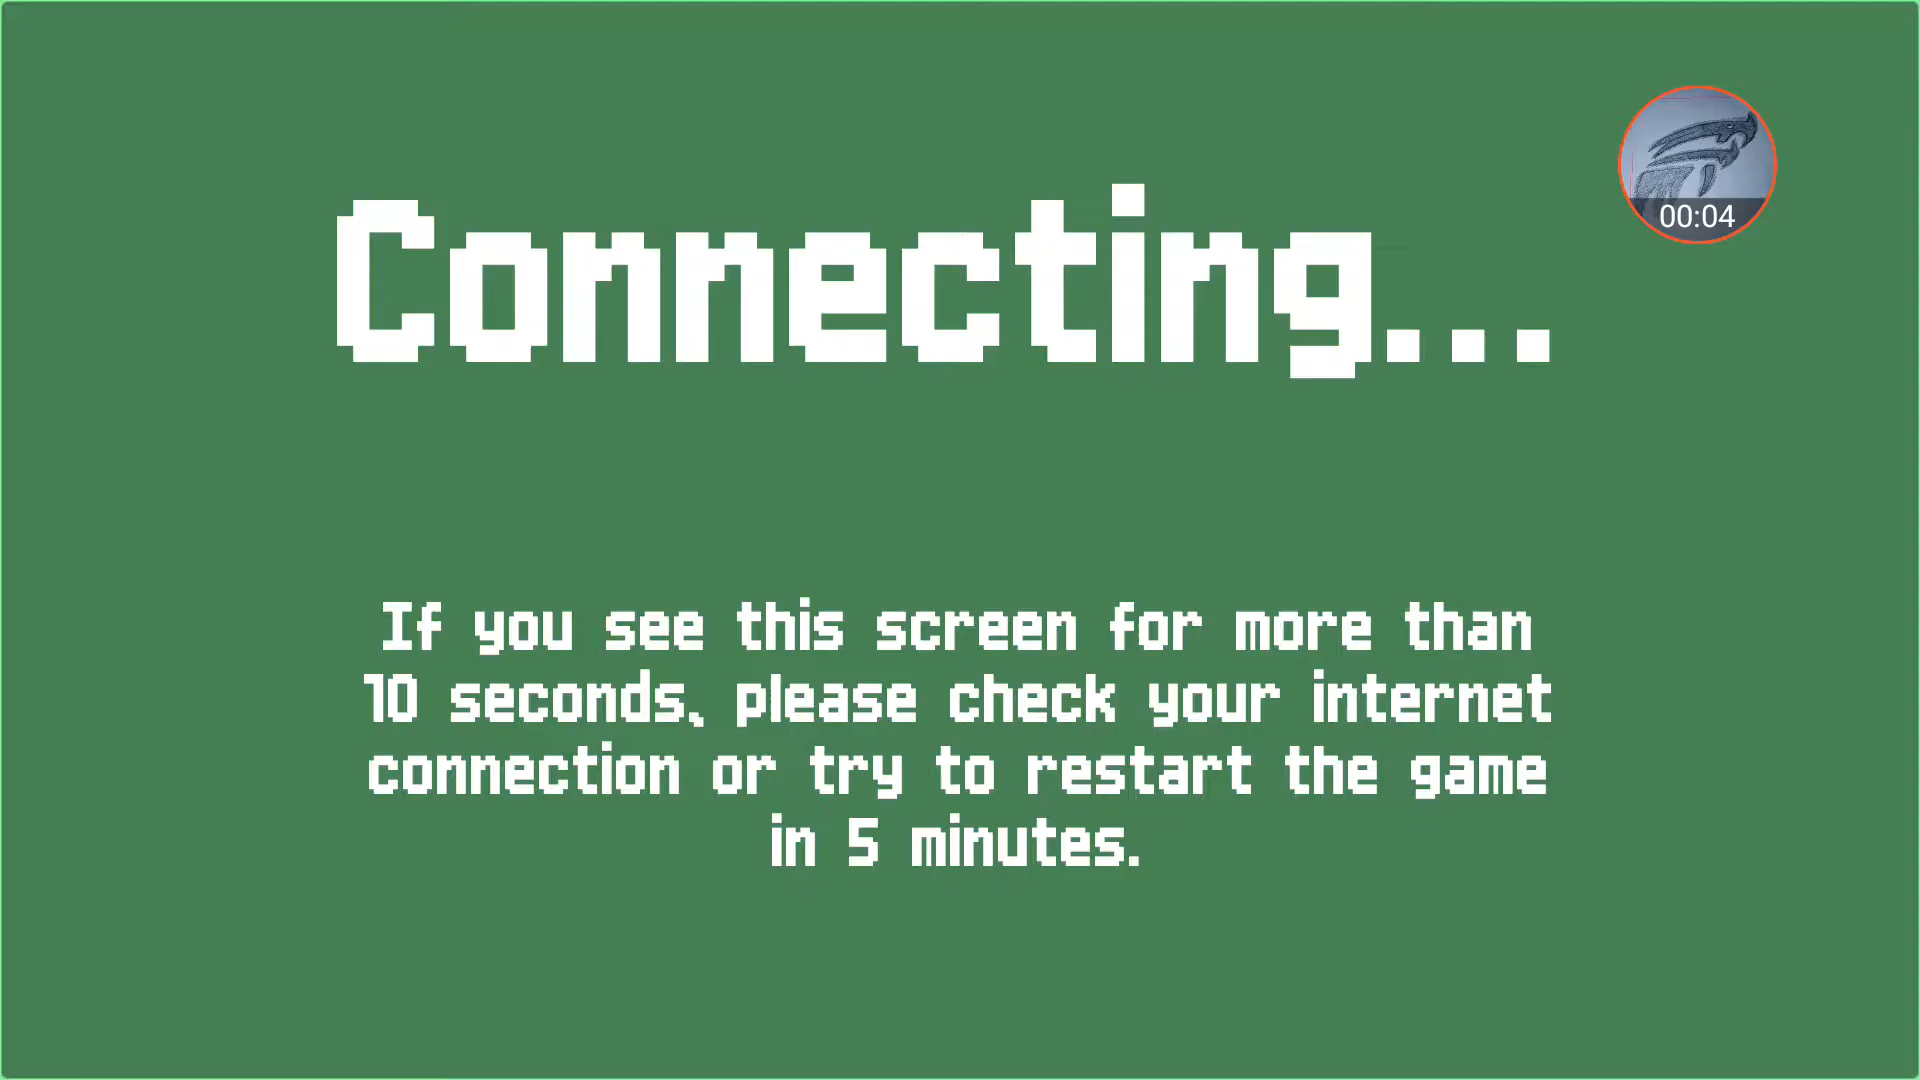 Connecting...
00:04
If you see this screen for more than
10 seconds, please check your internet
connection or try to restart the game
in 5 minutes.